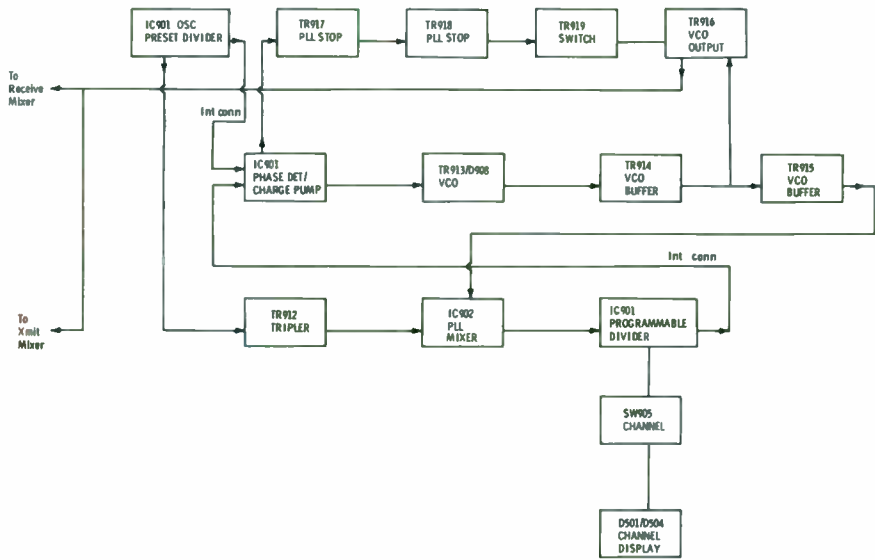 IC901 OSC
PRESET DIVIDER
TR917
PLL STOP
TR918
PLL STOP
TR919
SWITCH
TR916
VCO
OUTPUT
To
Receive
Mixer
Int conn
IC901
PHASE DET/
CHARGE PUMP
TR913/D908
VCO
TR914
VCO
BUFFER
TR915
VCO
BUFFER
Int conn
To
Xmit
Mixer
TR912
TRIPLER
IC902
PLL
MIXER
IC901
PROGRAMMABLE
DIVIDER
SW905
CHANNEL
D501/D504
CHANNEL
DISPLAY